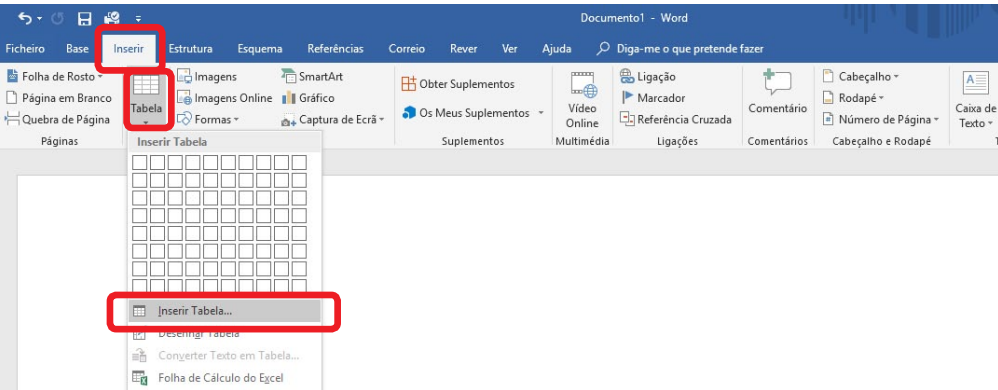 Documento1 - Word
Ficheiro Base Inserir Estrutura Esquema Referências Correio Rever Ver Ajuda Diga-me o que pretende fazer
Folha de Rosto
Página em Branco
Quebra de Página
Páginas
Tabela
Imagens
Imagens Online
Formas
SmartArt
Gráfico
Captura de Ecrã
Obter Suplementos
Os Meus Suplementos
Suplementos
Vídeo
Online
Multimédia
Ligação
Marcador
Referência Cruzada
Ligações
Comentário
Comentários
Cabeçalho
Rodapé
Número de Página
Cabeçalho e Rodapé
Caixa de
Texto
Inserir Tabela
Inserir Tabela...
Desenhar Tabela
Converter Texto em Tabela...
Folha de Cálculo do Excel